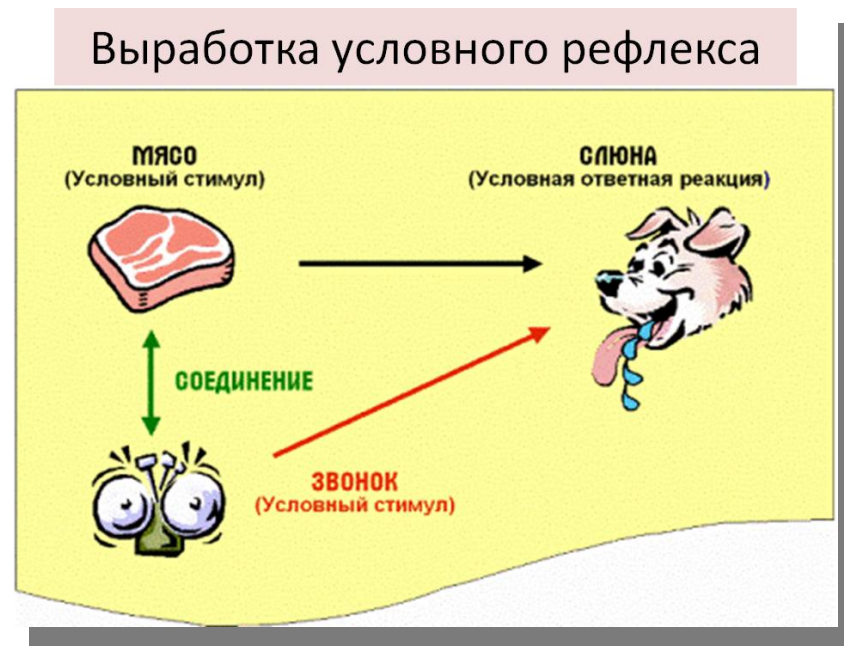 Выработка условного рефлекса
МЯСО
(Условный стимул)
СЛЮНА
(Условная ответная реакция)
СОЕДИНЕНИЕ
ЗВОНОК
(Условный стимул)